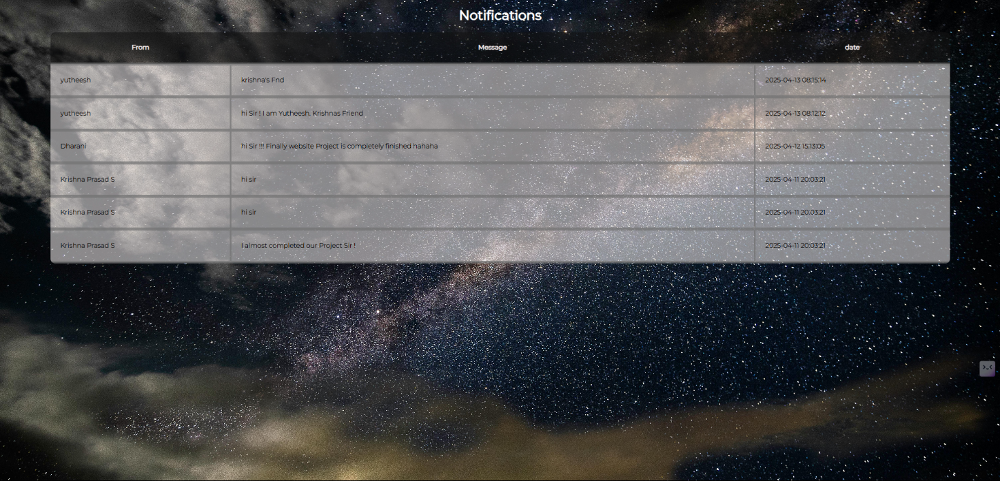 Notifications
From Message date
yutheesh krishna's Fnd 2025-04-13 08:15:14
yutheesh hi Sir ! I am Yutheesh. Krishnas Friend 2025-04-13 08:12:12
Dharani hi Sir !!! Finally website Project is completely finished hahaha 2025-04-12 15:13:05
Krishna Prasad S hi sir 2025-04-11 20:03:21
Krishna Prasad S hi sir 2025-04-11 20:03:21
Krishna Prasad S I almost completed our Project Sir ! 2025-04-11 20:03:21